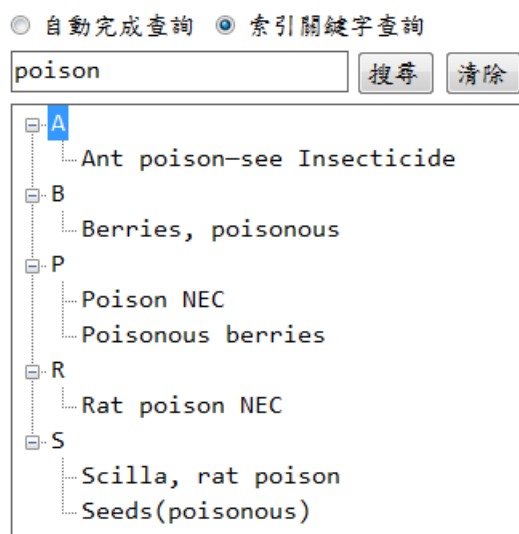 自動完成查詢 索引關鍵字查詢
poison 搜尋 清除
A
Ant poison—see Insecticide
B
Berries, poisonous
P
Poison NEC
Poisonous berries
R
Rat poison NEC
S
Scilla, rat poison
Seeds(poisonous)